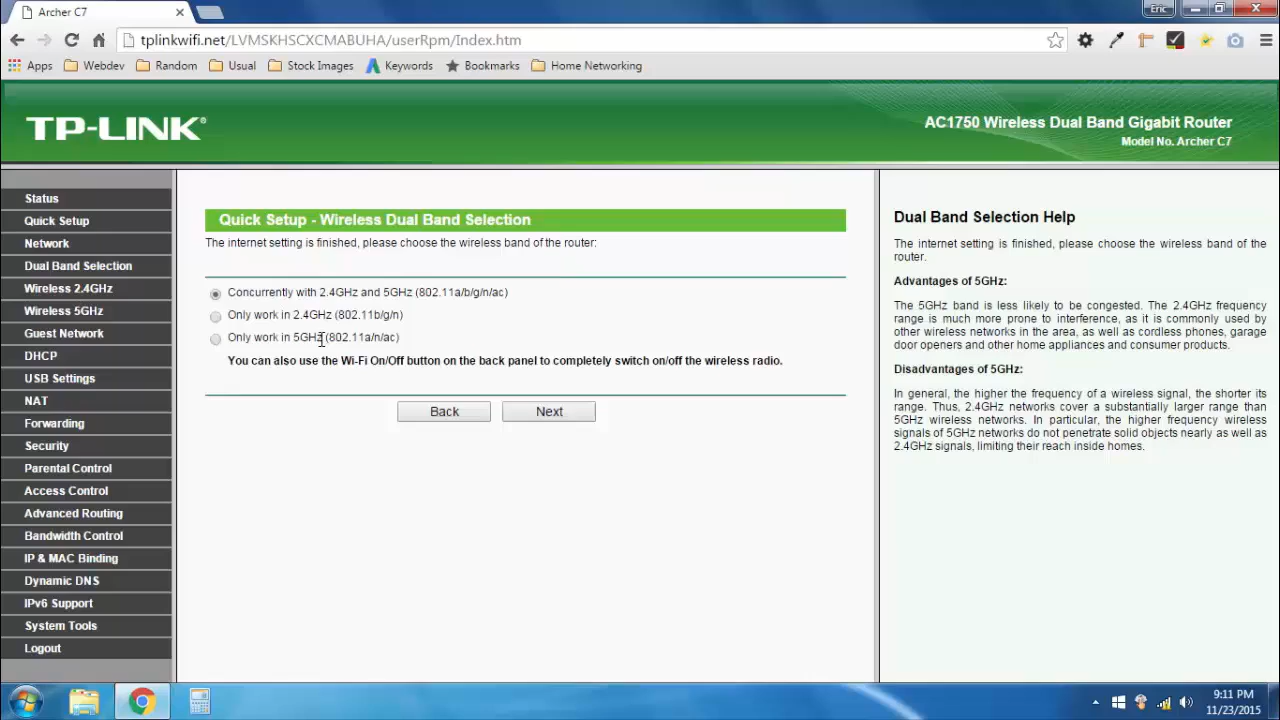 Archer C7
Eric
tplinkwifi.net/LVMSKHSCXCMABUHA/userRpm/Index.htm
Apps Webdev Random Usual Stock Images Keywords Bookmarks Home Networking
TP-LINK®
AC1750 Wireless Dual Band Gigabit Router
Model No. Archer C7
Status
Quick Setup
Network
Dual Band Selection
Wireless 2.4GHz
Wireless 5GHz
Guest Network
DHCP
USB Settings
NAT
Forwarding
Security
Parental Control
Access Control
Advanced Routing
Bandwidth Control
IP & MAC Binding
Dynamic DNS
IPv6 Support
System Tools
Logout
Quick Setup - Wireless Dual Band Selection
The internet setting is finished, please choose the wireless band of the router:
Concurrently with 2.4GHz and 5GHz (802.11a/b/g/n/ac)
Only work in 2.4GHz (802.11b/g/n)
Only work in 5GHz (802.11a/n/ac)
You can also use the Wi-Fi On/Off button on the back panel to completely switch on/off the wireless radio.
Back Next
Dual Band Selection Help
The internet setting is finished, please choose the wireless band of the
router.
Advantages of 5GHz:
The 5GHz band is less likely to be congested. The 2.4GHz frequency
range is much more prone to interference, as it is commonly used by
other wireless networks in the area, as well as cordless phones, garage
door openers and other home appliances and consumer products.
Disadvantages of 5GHz:
In general, the higher the frequency of a wireless signal, the shorter its
range. Thus, 2.4GHz networks cover a substantially larger range than
5GHz wireless networks. In particular, the higher frequency wireless
signals of 5GHz networks do not penetrate solid objects nearly as well as
2.4GHz signals, limiting their reach inside homes.
9:11 PM
11/23/2015